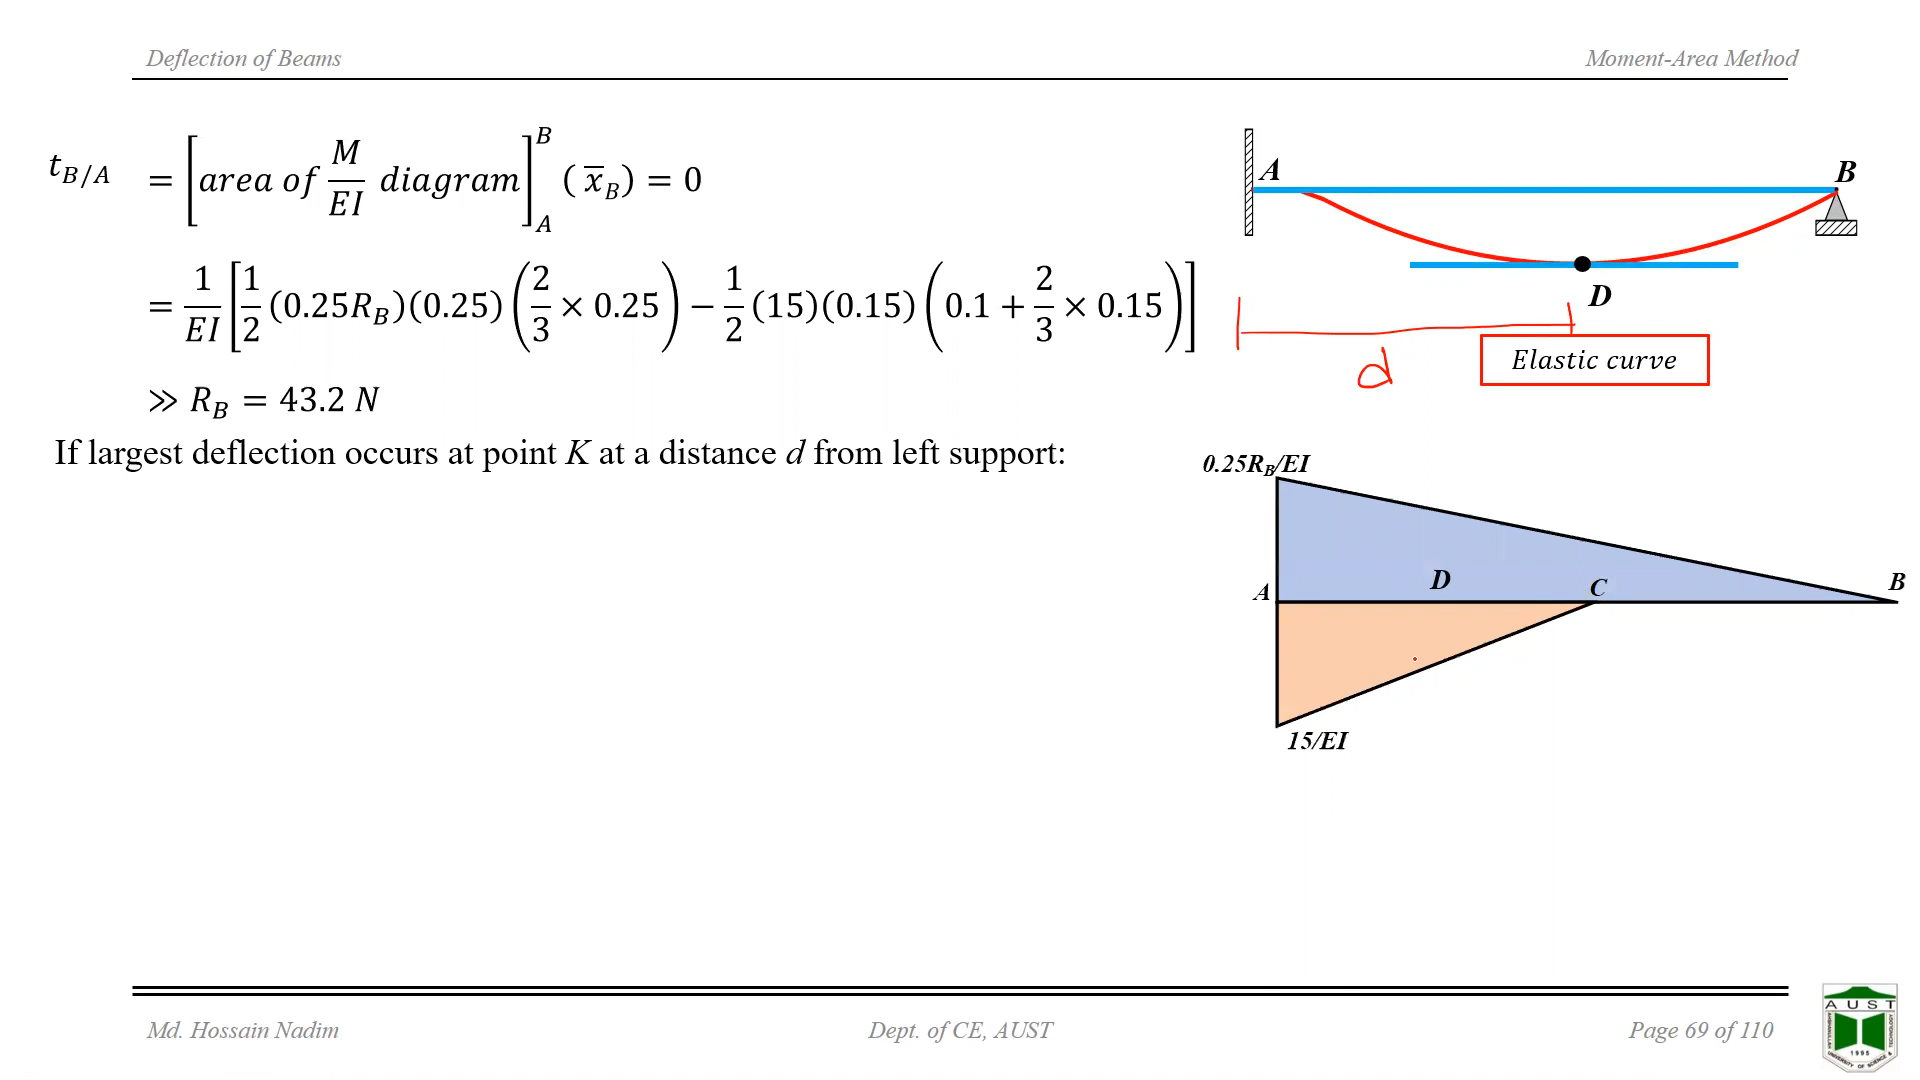 Deflection of Beams
Moment-Area Method
t_{B/A} = [area of M/EI diagram]_A^B (x̅_B) = 0
= 1/EI [1/2 (0.25R_B)(0.25)(2/3 × 0.25) − 1/2 (15)(0.15)(0.1 + 2/3 × 0.15)]
≫ R_B = 43.2 N
If largest deflection occurs at point K at a distance d from left support:
A
B
D
d
Elastic curve
0.25R_B/EI
A
D
C
B
15/EI
Md. Hossain Nadim
Dept. of CE, AUST
Page 69 of 110
AUST
1995